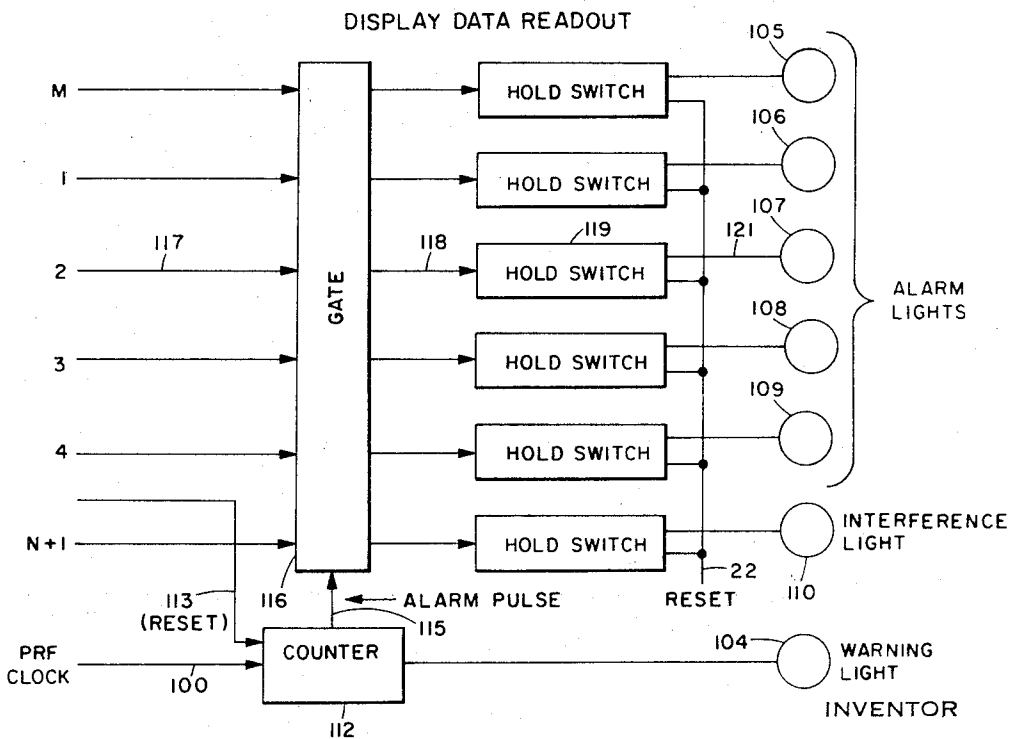 DISPLAY DATA READOUT
105
M
HOLD SWITCH
106
1
HOLD SWITCH
107
117
118
119
121
2
HOLD SWITCH
GATE
ALARM
LIGHTS
108
3
HOLD SWITCH
109
4
HOLD SWITCH
N+1
HOLD SWITCH
INTERFERENCE
LIGHT
110
113
(RESET)
116
ALARM PULSE
115
22
RESET
104
PRF
CLOCK
100
COUNTER
112
WARNING
LIGHT
INVENTOR